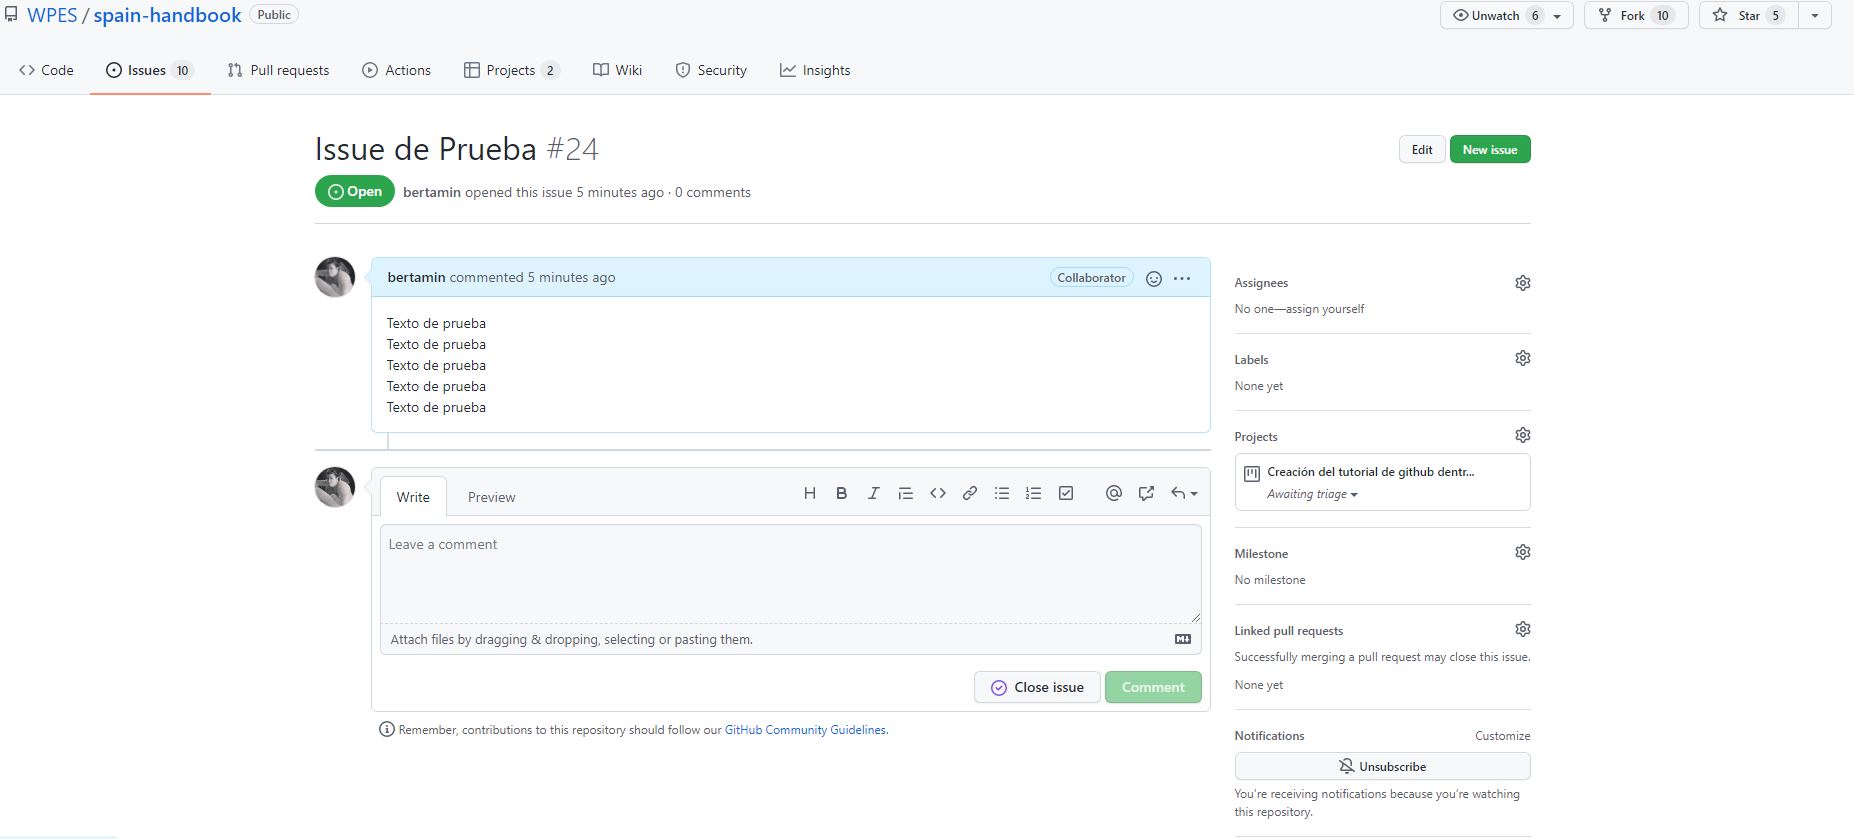 WPES / spain-handbook Public
Unwatch 6 Fork 10 Star 5
Code Issues 10 Pull requests Actions Projects 2 Wiki Security Insights
Issue de Prueba #24
Edit New issue
Open bertamin opened this issue 5 minutes ago · 0 comments
bertamin commented 5 minutes ago Collaborator
Texto de prueba
Texto de prueba
Texto de prueba
Texto de prueba
Texto de prueba
Write Preview
Leave a comment
Attach files by dragging & dropping, selecting or pasting them.
Close issue Comment
Remember, contributions to this repository should follow our GitHub Community Guidelines.
Assignees
No one—assign yourself
Labels
None yet
Projects
Creación del tutorial de github dentr...
Awaiting triage
Milestone
No milestone
Linked pull requests
Successfully merging a pull request may close this issue.
None yet
Notifications Customize
Unsubscribe
You're receiving notifications because you're watching
this repository.